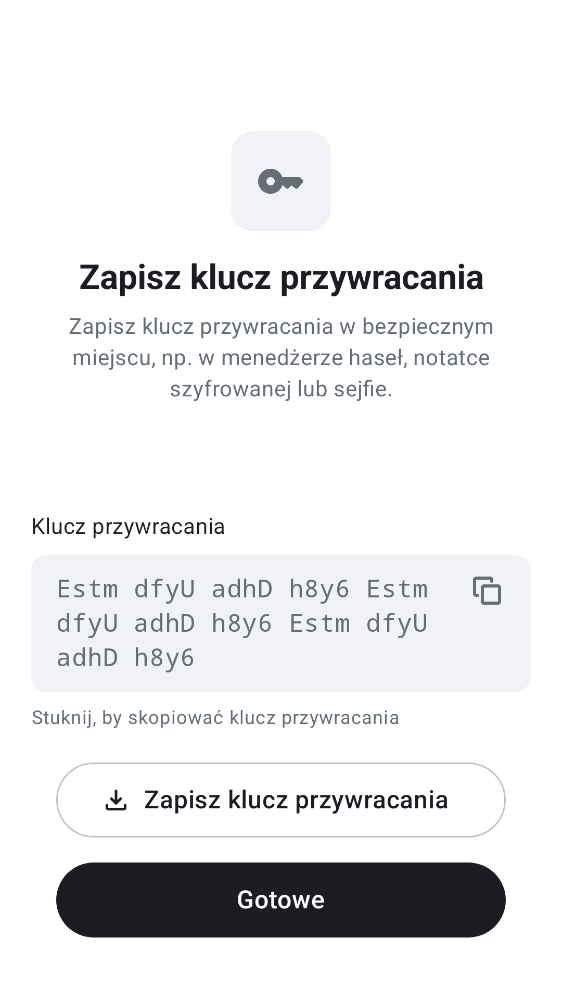 Zapisz klucz przywracania
Zapisz klucz przywracania w bezpiecznym
miejscu, np. w menedżerze haseł, notatce
szyfrowanej lub sejfie.
Klucz przywracania
Estm dfyU adhD h8y6 Estm
dfyU adhD h8y6 Estm dfyU
adhD h8y6
Stuknij, by skopiować klucz przywracania
Zapisz klucz przywracania
Gotowe